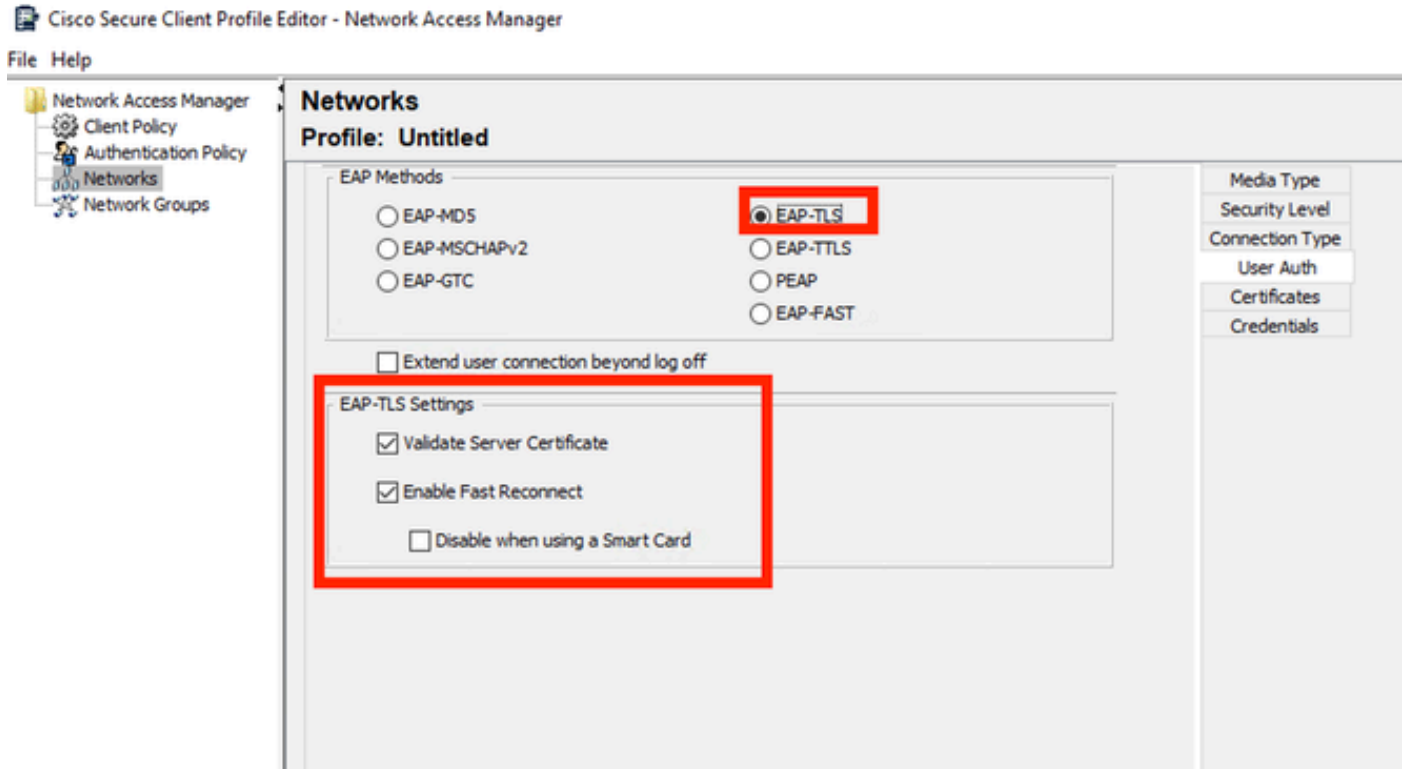 Cisco Secure Client Profile Editor - Network Access Manager
File Help
Network Access Manager
Client Policy
Authentication Policy
Networks
Network Groups
Networks
Profile: Untitled
EAP Methods
EAP-MD5
EAP-TLS
EAP-MSCHAPv2
EAP-TTLS
EAP-GTC
PEAP
EAP-FAST
Extend user connection beyond log off
EAP-TLS Settings
Validate Server Certificate
Enable Fast Reconnect
Disable when using a Smart Card
Media Type
Security Level
Connection Type
User Auth
Certificates
Credentials